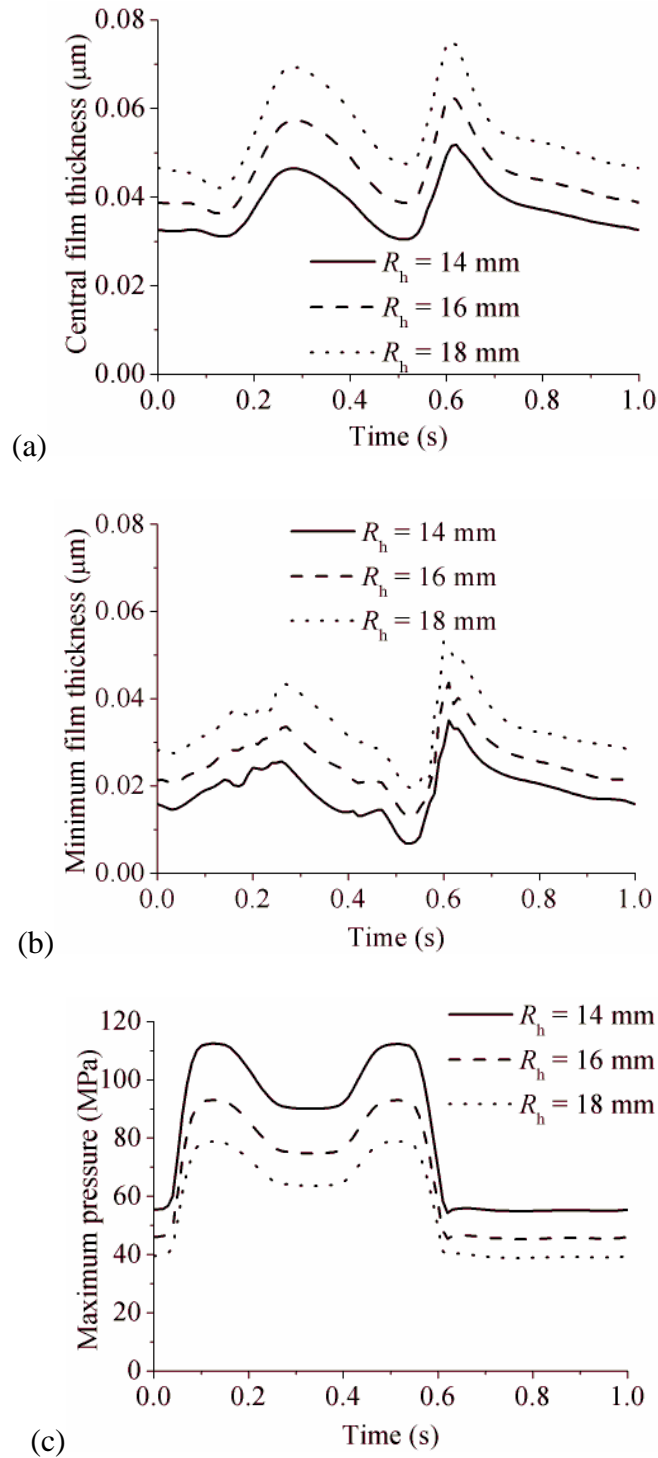 0.08
0.06
0.04
0.02
0.00
Central film thickness (μm)
R_h = 14 mm
R_h = 16 mm
R_h = 18 mm
0.0 0.2 0.4 0.6 0.8 1.0
Time (s)
(a)
0.08
0.06
0.04
0.02
0.00
Minimum film thickness (μm)
R_h = 14 mm
R_h = 16 mm
R_h = 18 mm
0.0 0.2 0.4 0.6 0.8 1.0
Time (s)
(b)
120
100
80
60
40
20
0
Maximum pressure (MPa)
R_h = 14 mm
R_h = 16 mm
R_h = 18 mm
0.0 0.2 0.4 0.6 0.8 1.0
Time (s)
(c)